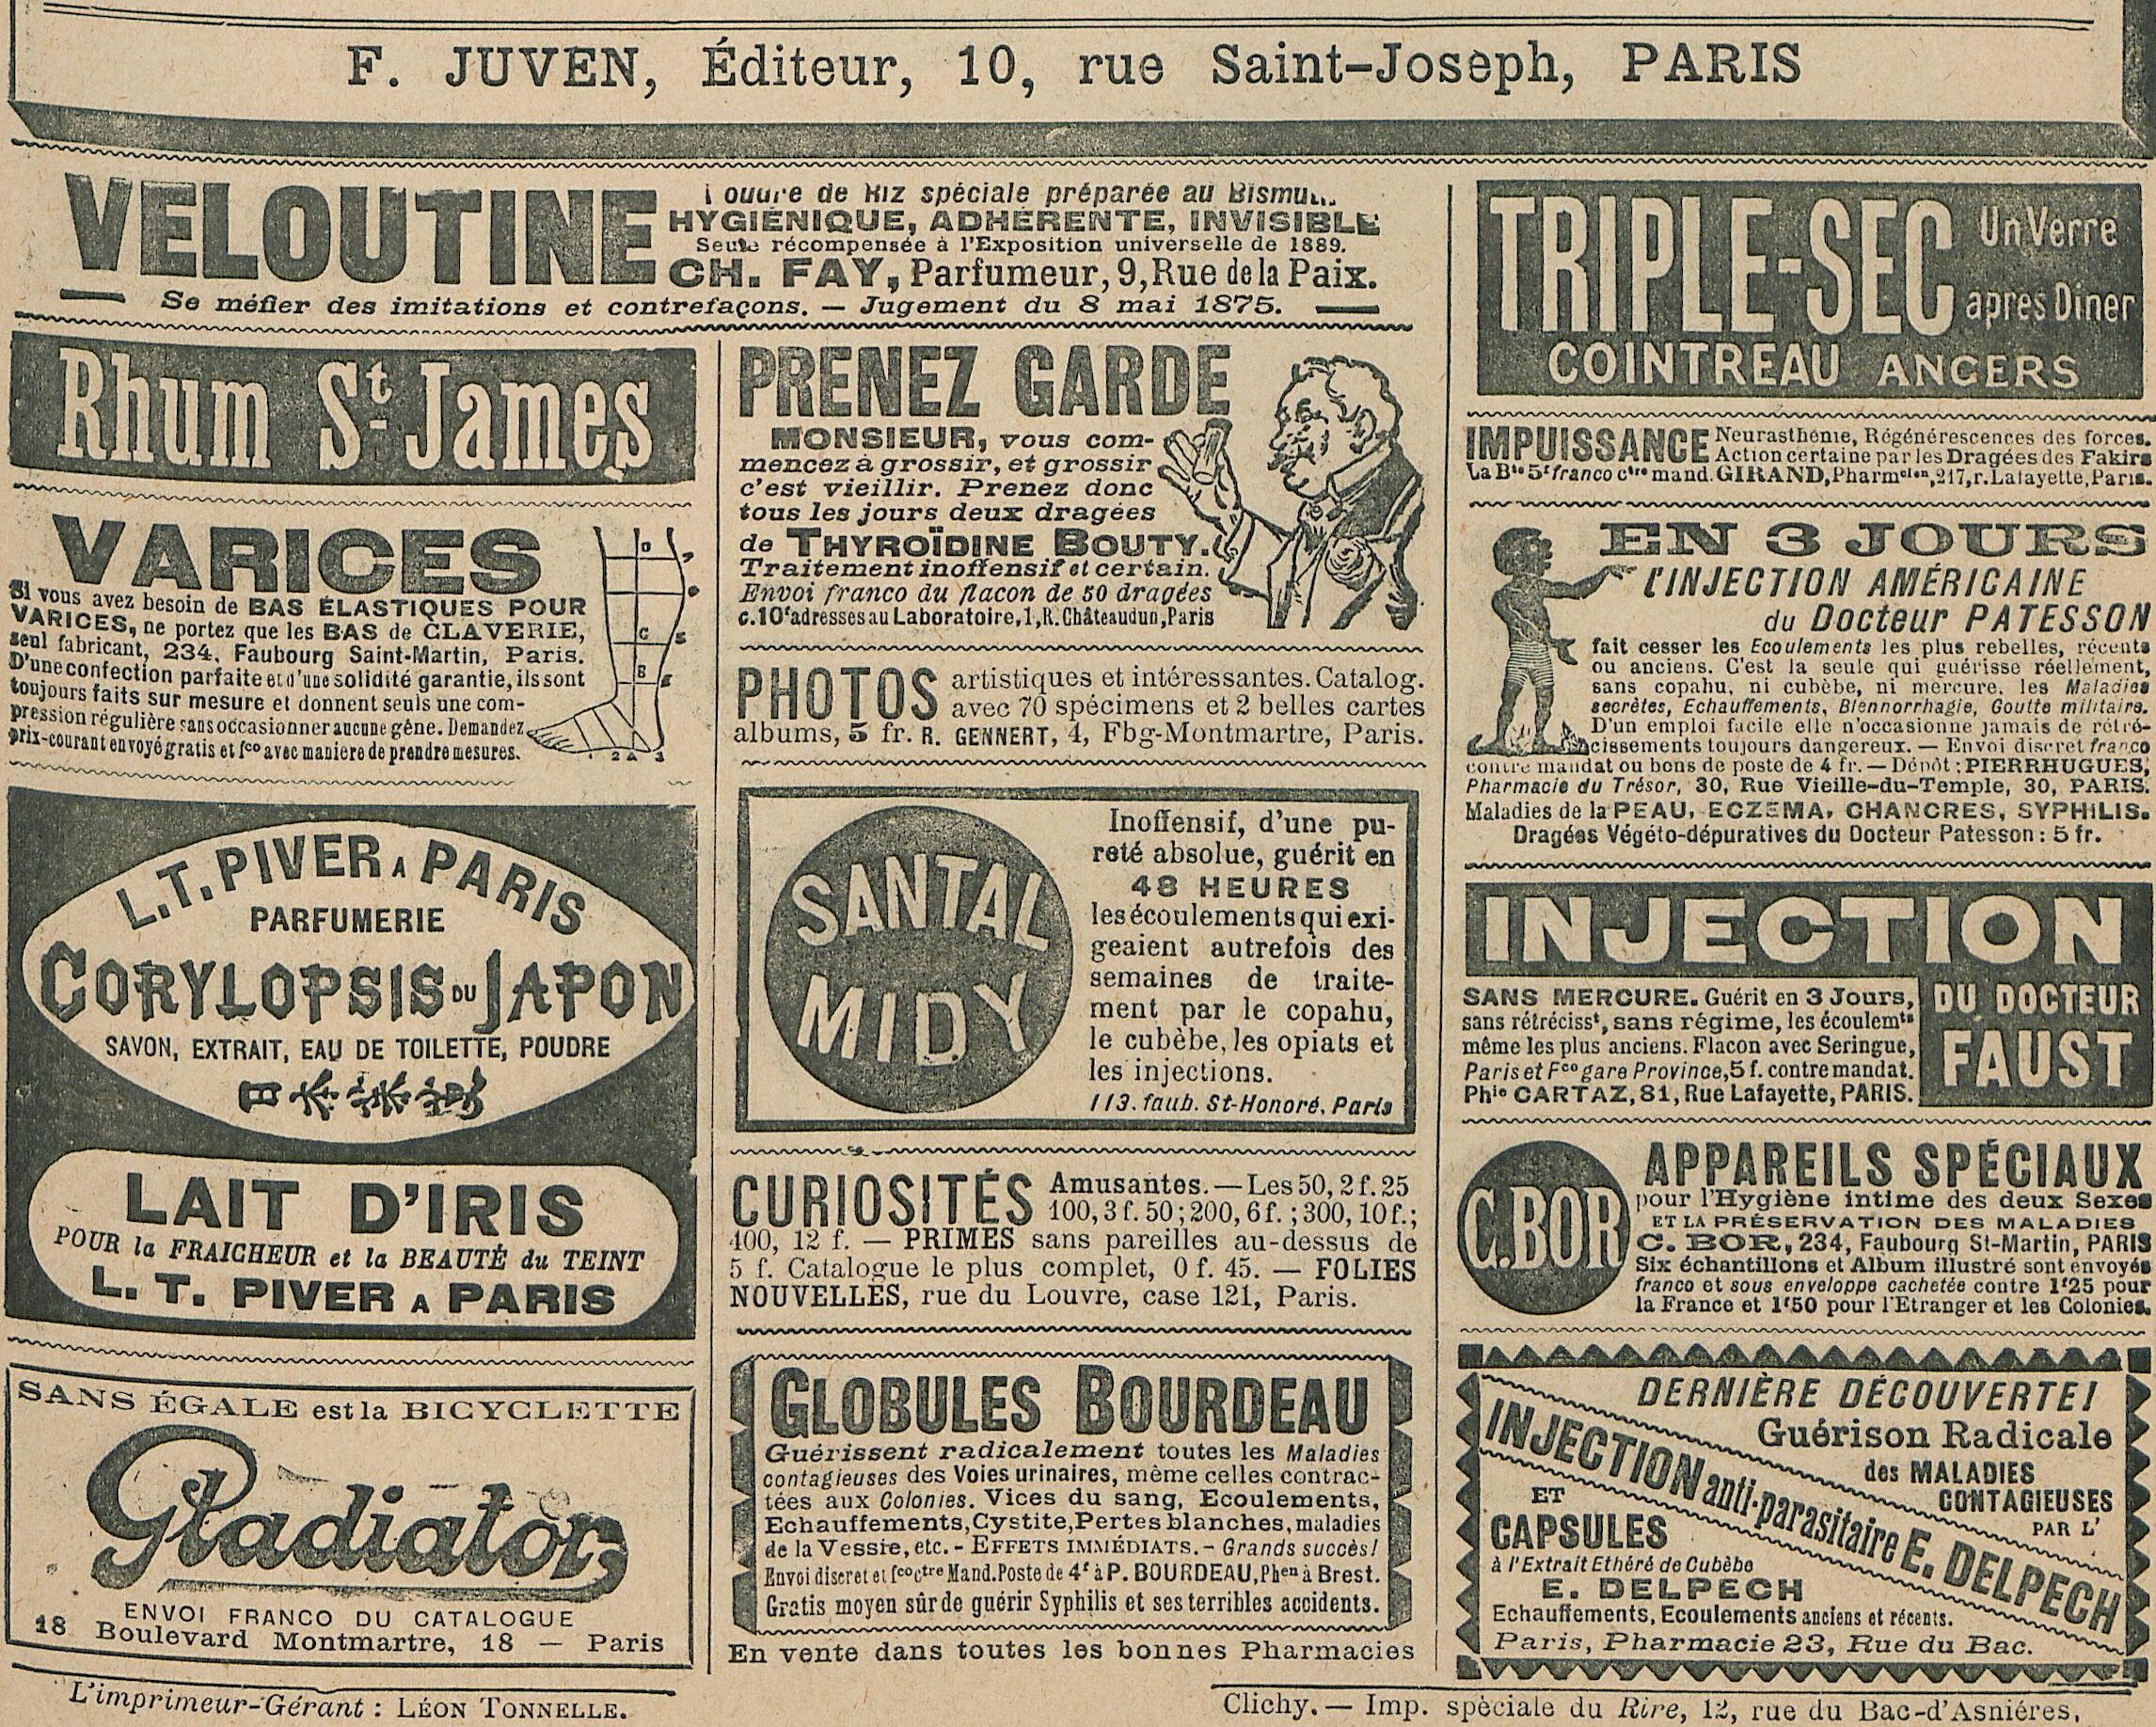 F. JUVEN, Éditeur, 10, rue Saint-Joseph, PARIS
VELOUTINE
de Riz spéciale préparée au
HYGIÉNIQUE, ADHÉRENTE, INVISIBLE
Seule récompensée à l'Exposition universelle de 1889.
CH. FAY, Parfumeur, 9, Rue de la Paix.
Se méfier des imitations et contrefaçons. — Jugement du 8 mai 1875.
Rhum St-James
VARICES
Si vous avez besoin de BAS ÉLASTIQUES POUR
VARICES, ne portez que les BAS de CLAVERIE,
seul fabricant, 234, Faubourg Saint-Martin, Paris.
D'une confection parfaite et d'une solidité garantie, ils sont
toujours faits sur mesure et donnent seuls une com-
pression régulière sans occasionner aucune gêne. Demandez
prix-courant envoyé gratis et fco avec maniere de prendre mesures.
D
C
B
2 A 1
L. T. PIVER A PARIS
PARFUMERIE
CORYLOPSIS DU JAPON
SAVON, EXTRAIT, EAU DE TOILETTE, POUDRE
LAIT D'IRIS
POUR la FRAICHEUR et la BEAUTÉ du TEINT
L. T. PIVER A PARIS
SANS ÉGALE est la BICYCLETTE
Gladiator
ENVOI FRANCO DU CATALOGUE
18 Boulevard Montmartre, 18 — Paris
L'imprimeur-Gérant : LÉON TONNELLE.
PRENEZ GARDE
MONSIEUR, vous com-
mencez à grossir, et grossir
c'est vieillir. Prenez donc
tous les jours deux dragées
de THYROÏDINE BOUTY.
Traitement inoffensif et certain.
Envoi franco du flacon de 50 dragées
c. 10f adressés au Laboratoire, 1, R. Châteaudun, Paris
PHOTOS artistiques et intéressantes. Catalog.
avec 70 spécimens et 2 belles cartes
albums, 5 fr. R. GENNERT, 4, Fbg-Montmartre, Paris.
SANTAL
MIDY
Inoffensif, d'une pu-
reté absolue, guérit en
48 HEURES
les écoulements qui exi-
geaient autrefois des
semaines de traite-
ment par le copahu,
le cubèbe, les opiats et
les injections.
113, faub. St-Honoré, Paris
CURIOSITÉS Amusantes. — Les 50, 2 f. 25
100, 3 f. 50; 200, 6 f. ; 300, 10 f.;
400, 12 f. — PRIMES sans pareilles au-dessus de
5 f. Catalogue le plus complet, 0 f. 45. — FOLIES
NOUVELLES, rue du Louvre, case 121, Paris.
GLOBULES BOURDEAU
Guérissent radicalement toutes les Maladies
contagieuses des Voies urinaires, même celles contrac-
tées aux Colonies. Vices du sang, Ecoulements,
Echauffements, Cystite, Pertes blanches, maladies
de la Vessie, etc. - EFFETS IMMÉDIATS. - Grands succès!
Envoi discret et fco ctre Mand. Poste de 4f à P. BOURDEAU, Phen à Brest.
Gratis moyen sûr de guérir Syphilis et ses terribles accidents.
En vente dans toutes les bonnes Pharmacies
TRIPLE-SEC
Un Verre
apres Diner
COINTREAU ANGERS
IMPUISSANCE Neurasthénie, Régénérescences des forces.
Action certaine par les Dragées des Fakirs
La Bte 5f franco ctre mand. GIRAND, Pharmcien, 217, r. Lafayette, Paris.
EN 3 JOURS
l'INJECTION AMÉRICAINE
du Docteur PATESSON
fait cesser les Ecoulements les plus rebelles, récents
ou anciens. C'est la seule qui guérisse réellement,
sans copahu, ni cubèbe, ni mercure, les Maladies
secrètes, Echauffements, Blennorrhagie, Goutte militaire.
D'un emploi facile elle n'occasionne jamais de rétré-
cissements toujours dangereux. — Envoi discret franco
contre mandat ou bons de poste de 4 fr. — Dépôt : PIERRHUGUES,
Pharmacie du Trésor, 30, Rue Vieille-du-Temple, 30, PARIS.
Maladies de la PEAU, ECZEMA, CHANCRES, SYPHILIS.
Dragées Végéto-dépuratives du Docteur Patesson : 5 fr.
INJECTION
DU DOCTEUR
FAUST
SANS MERCURE. Guérit en 3 Jours,
sans rétrécisst, sans régime, les écoulemts
même les plus anciens. Flacon avec Seringue,
Paris et Fco gare Province, 5 f. contre mandat.
Phie CARTAZ, 81, Rue Lafayette, PARIS.
C. BOR
APPAREILS SPÉCIAUX
pour l'Hygiène intime des deux Sexes
ET LA PRÉSERVATION DES MALADIES
C. BOR, 234, Faubourg St-Martin, PARIS
Six échantillons et Album illustré sont envoyés
franco et sous enveloppe cachetée contre 1f25 pour
la France et 1f50 pour l'Etranger et les Colonies.
DERNIÈRE DÉCOUVERTE!
Guérison Radicale
des MALADIES
CONTAGIEUSES
PAR L'
INJECTION anti-parasitaire E. DELPECH
ET
CAPSULES
à l'Extrait Ethéré de Cubèbe
E. DELPECH
Echauffements, Ecoulements anciens et récents.
Paris, Pharmacie 23, Rue du Bac.
Clichy. — Imp. spéciale du Rire, 12, rue du Bac-d'Asnières.